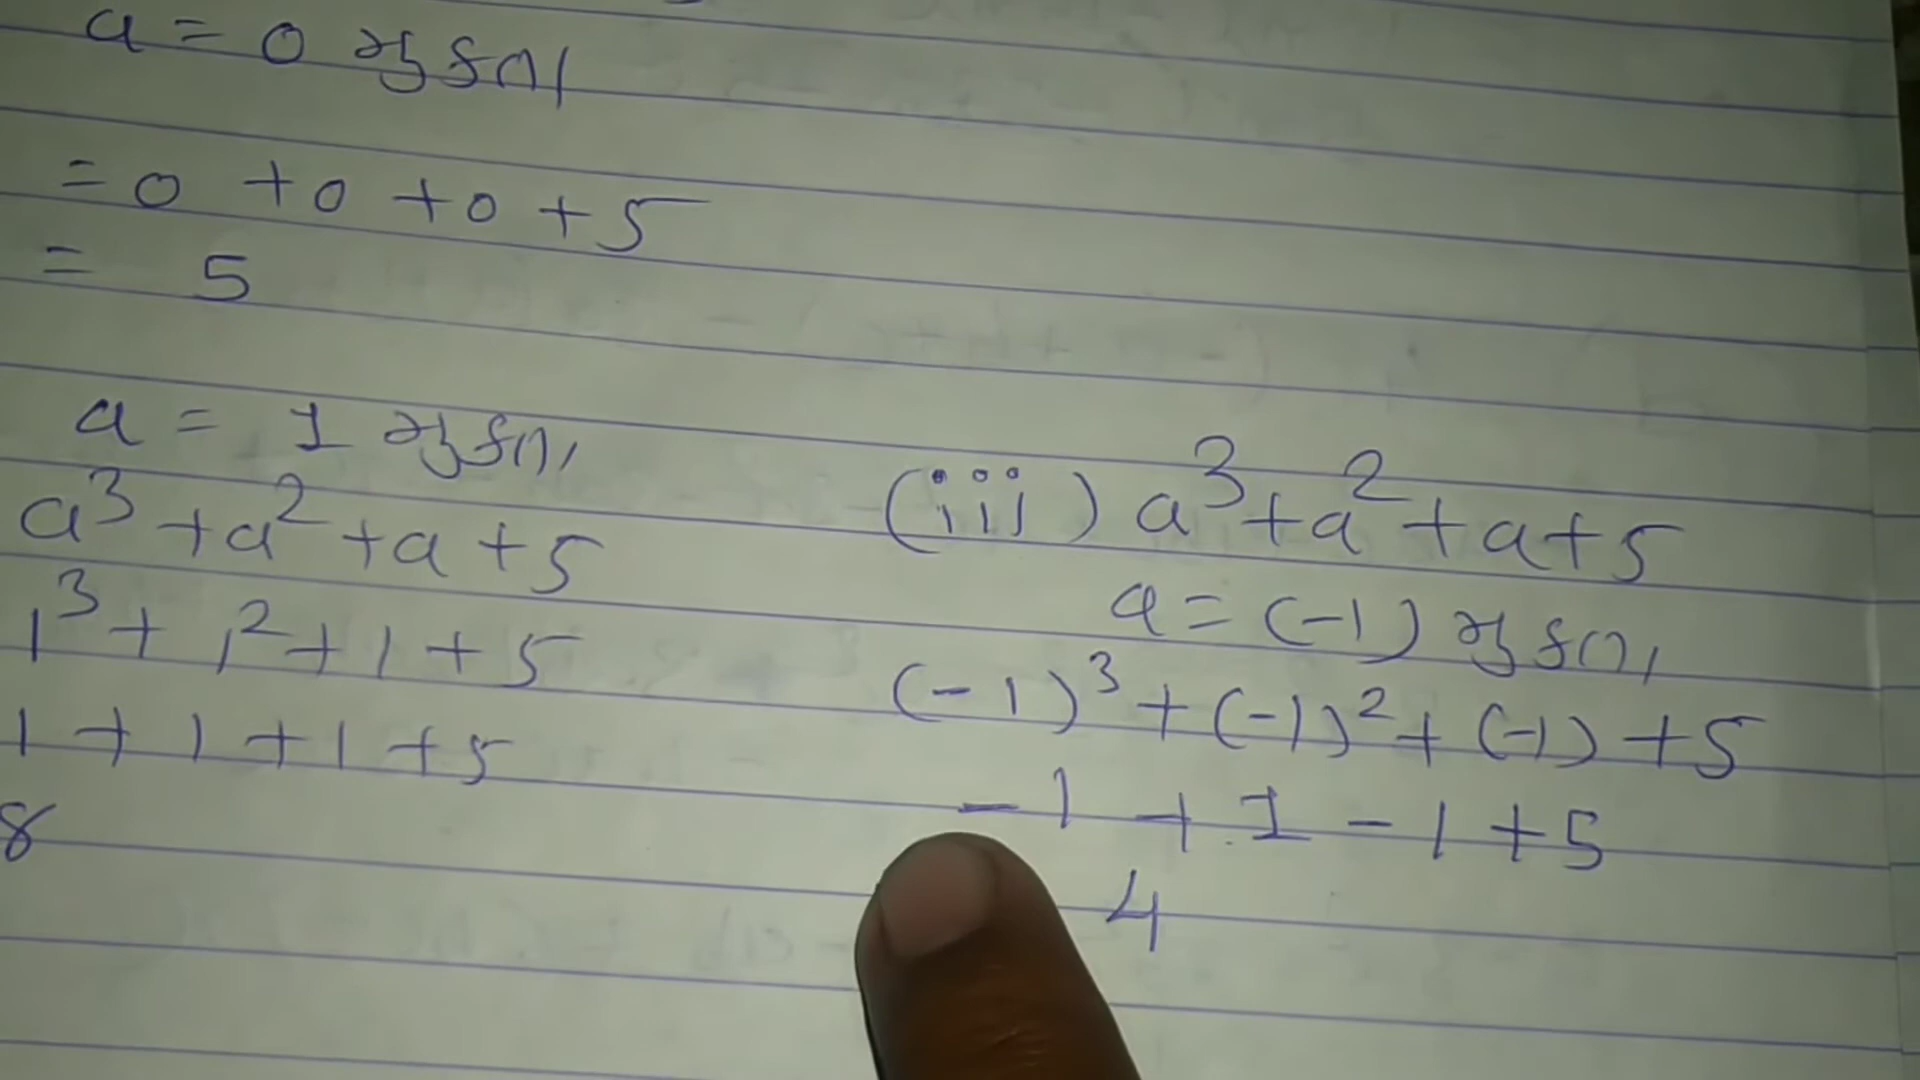 a = 0 મુકતા
= 0 + 0 + 0 + 5
= 5
a = 1 મુકતા
a³ + a² + a + 5
1³ + 1² + 1 + 5
1 + 1 + 1 + 5
8
(iii) a³ + a² + a + 5
a = (-1) મુકતા
(-1)³ + (-1)² + (-1) + 5
-1 + 1 - 1 + 5
4